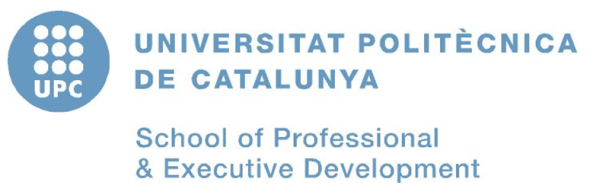 UPC
UNIVERSITAT POLITÈCNICA
DE CATALUNYA
School of Professional
& Executive Development